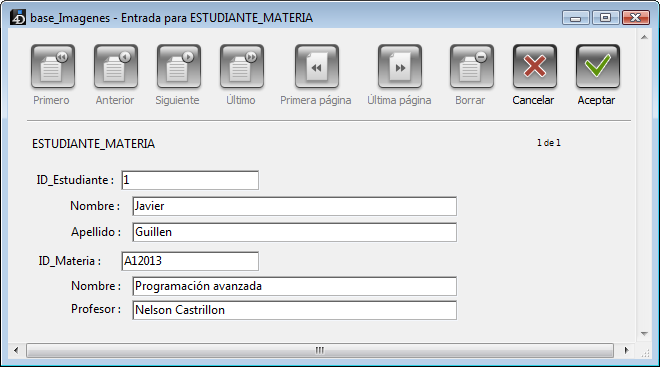 base_Imagenes - Entrada para ESTUDIANTE_MATERIA
Primero Anterior Siguiente Último Primera página Última página Borrar Cancelar Aceptar
ESTUDIANTE_MATERIA 1 de 1
ID_Estudiante : 1
Nombre : Javier
Apellido : Guillen
ID_Materia : A12013
Nombre : Programación avanzada
Profesor : Nelson Castrillon